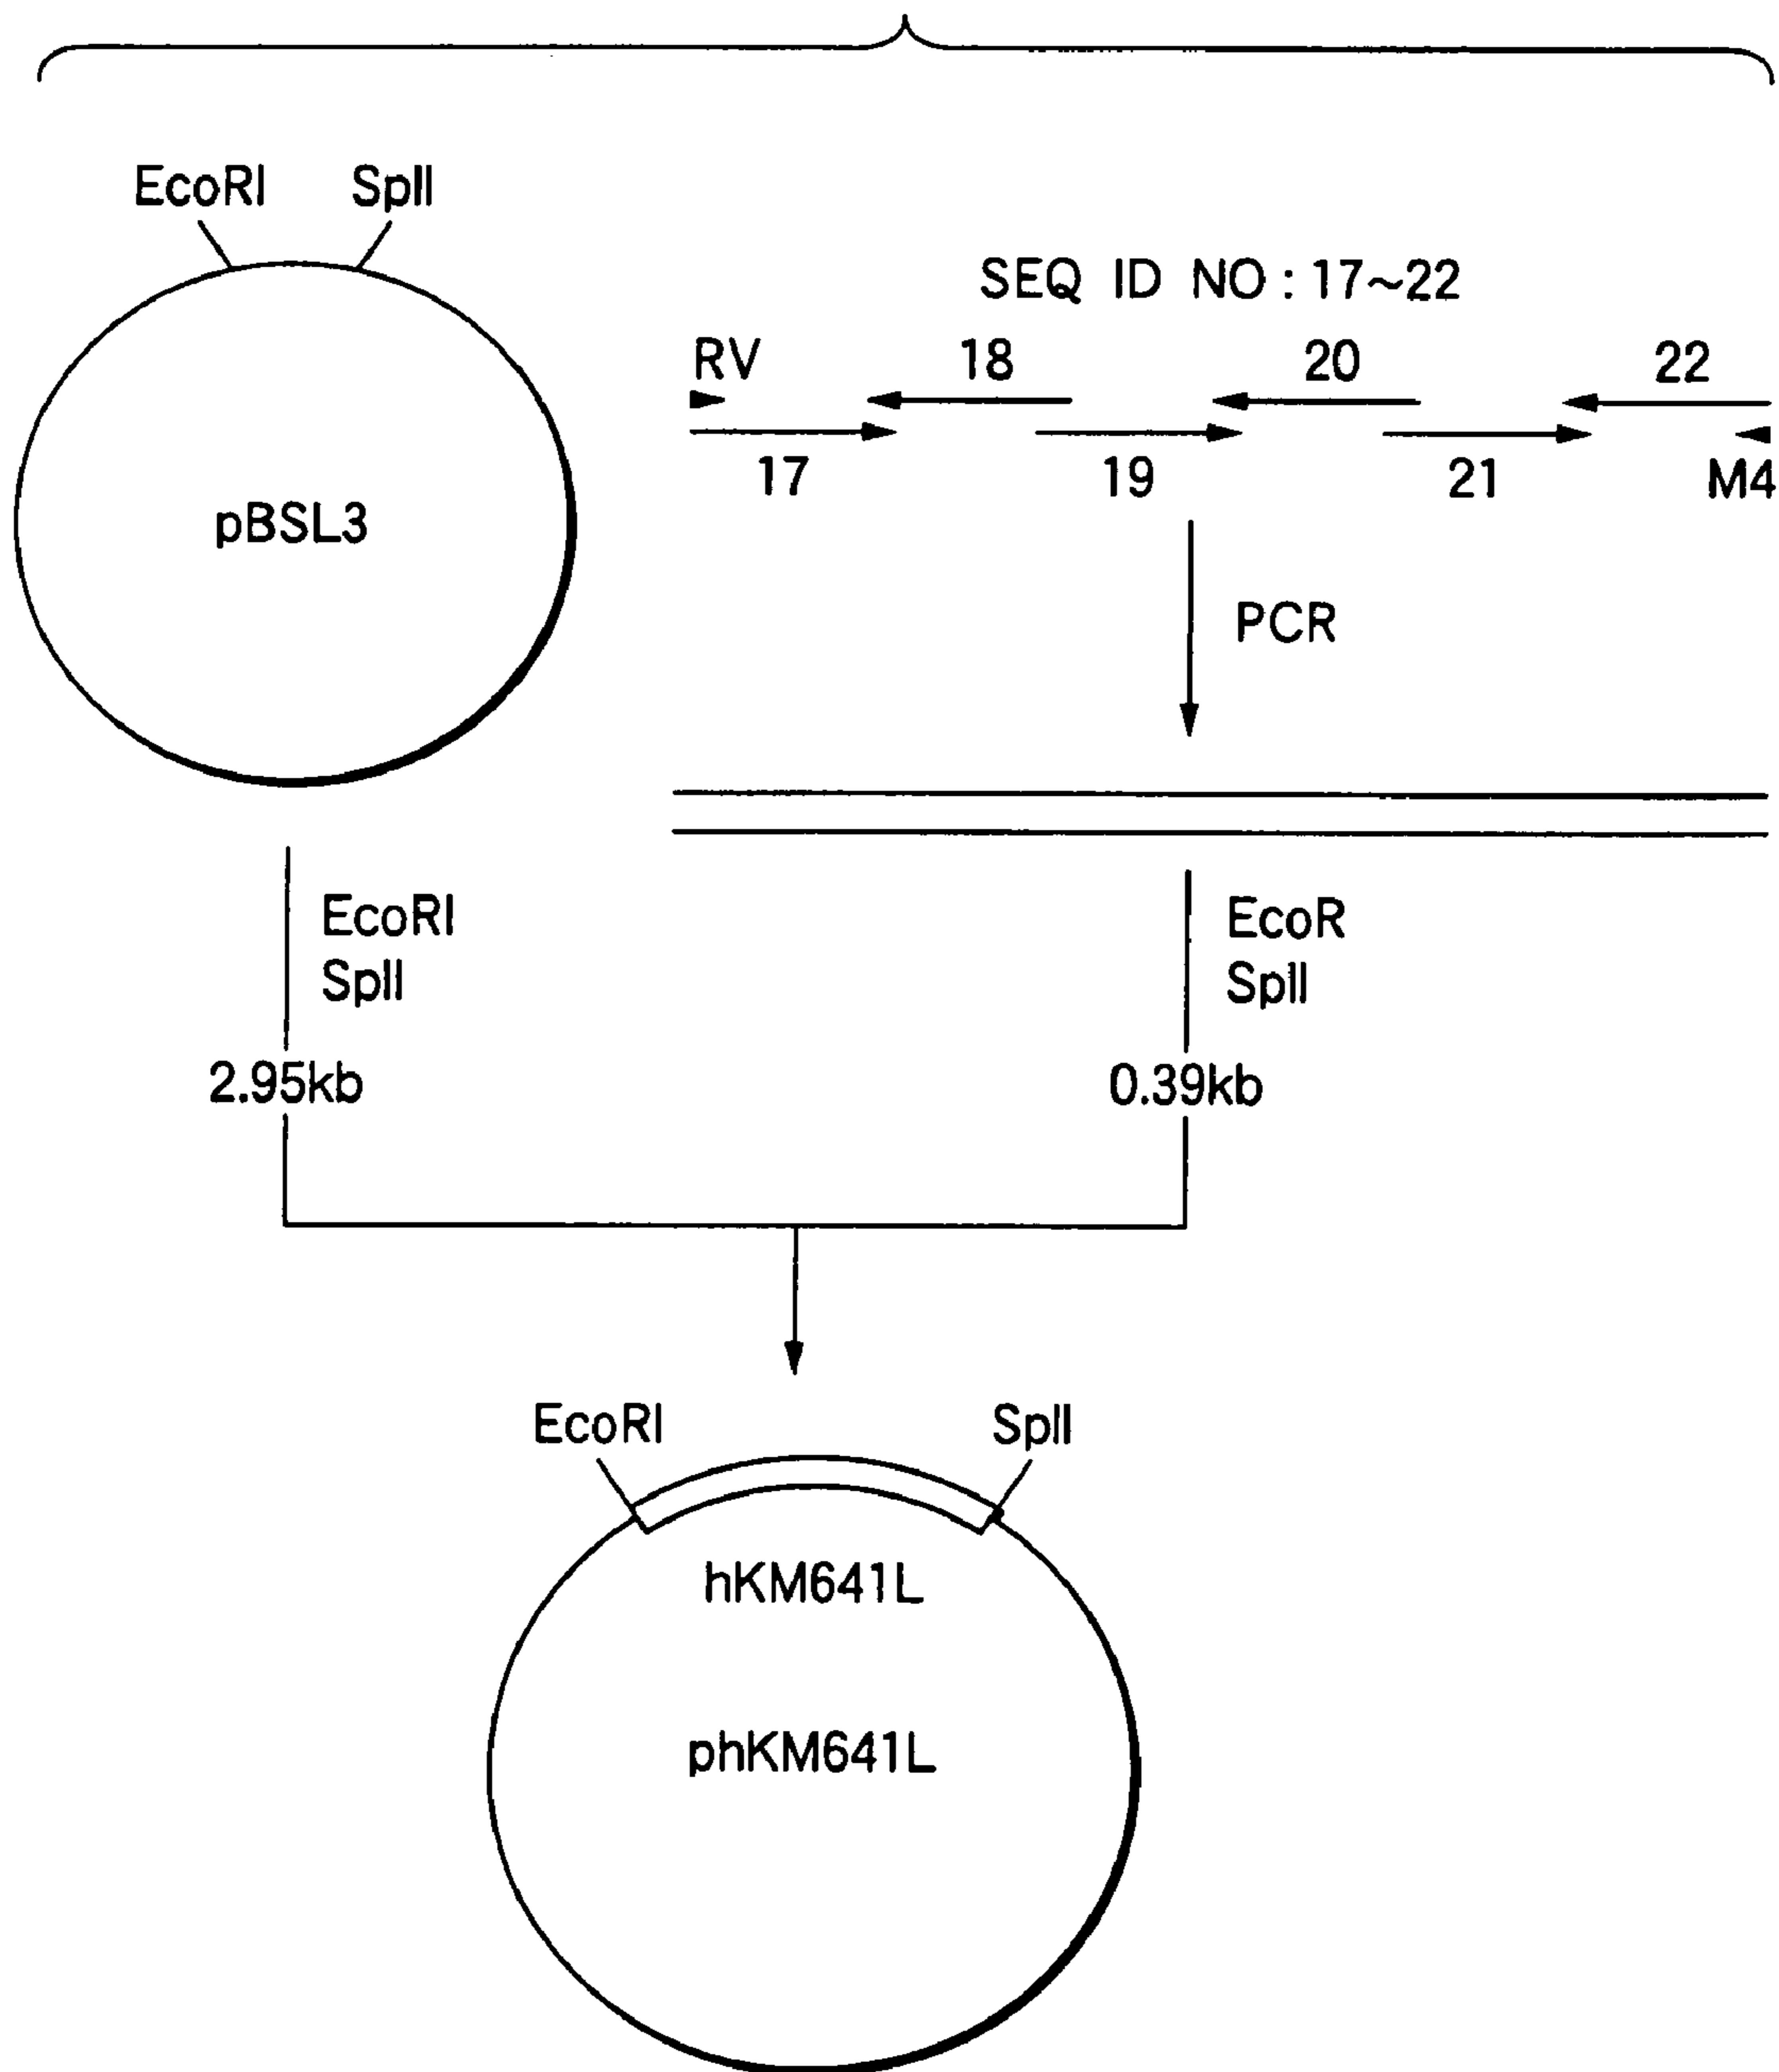 EcoRI SplI
SEQ ID NO : 17~22
RV 18 20 22
17 19 21 M4
pBSL3
PCR
EcoRI
SplI
EcoR
SplI
2.95kb
0.39kb
EcoRI SplI
hKM641L
phKM641L